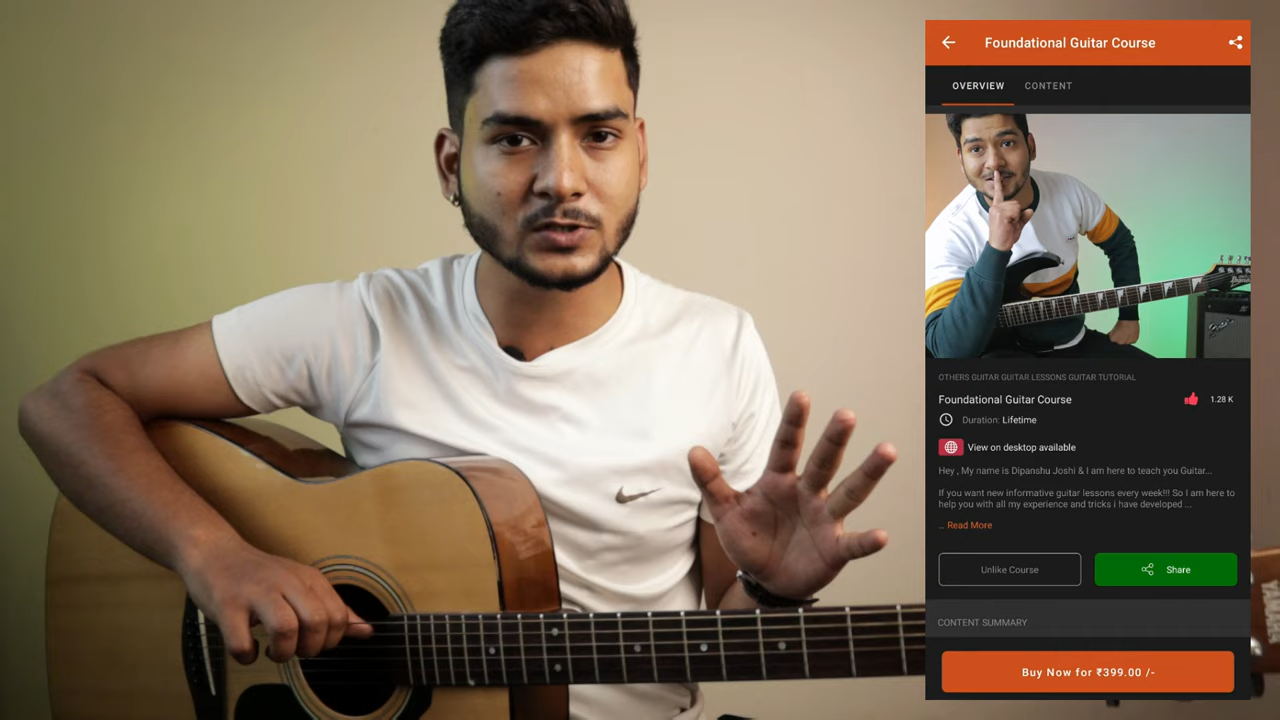 Foundational Guitar Course
OVERVIEW CONTENT
OTHERS GUITAR GUITAR LESSONS GUITAR TUTORIAL
Foundational Guitar Course 1.28 K
Duration: Lifetime
View on desktop available
Hey , My name is Dipanshu Joshi & I am here to teach you Guitar...
If you want new informative guitar lessons every week!!! So I am here to
help you with all my experience and tricks i have developed ...
... Read More
Unlike Course Share
CONTENT SUMMARY
Buy Now for ₹399.00 /-